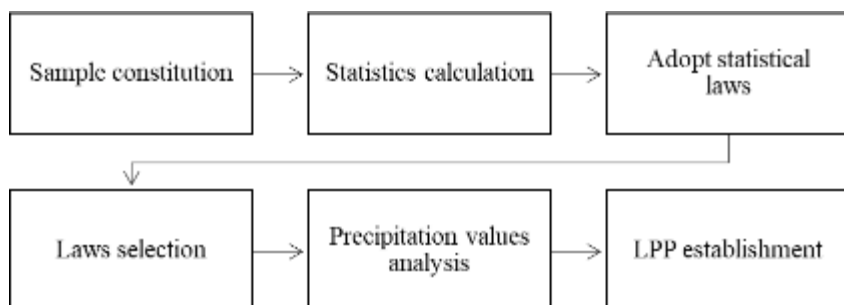 Sample constitution
Statistics calculation
Adopt statistical
laws
Laws selection
Precipitation values
analysis
LPP establishment